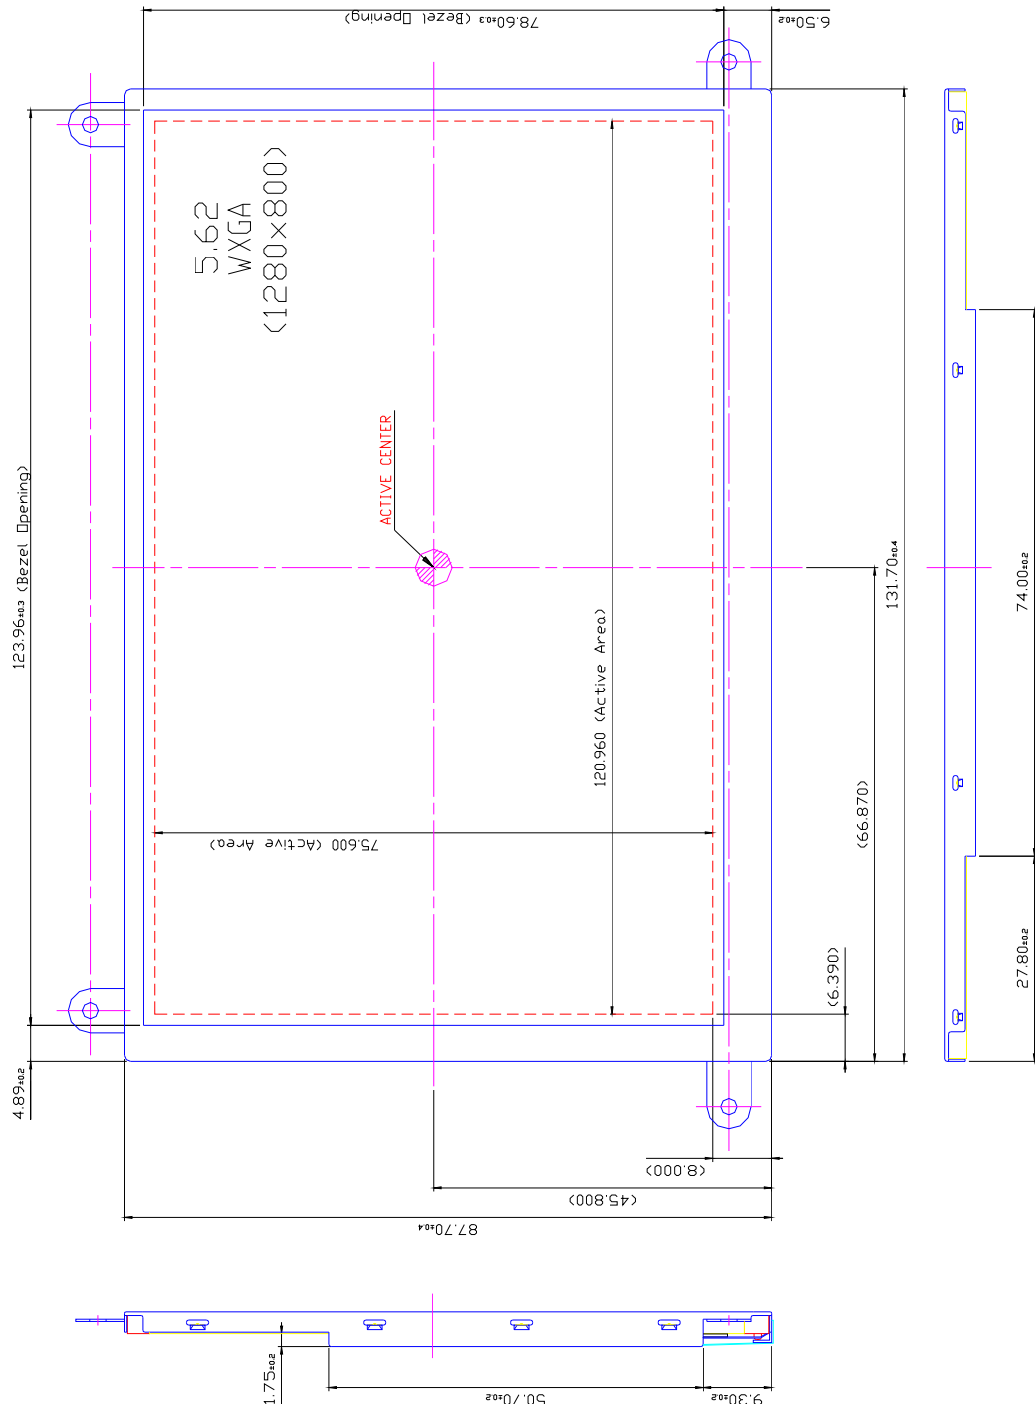 78.60±0.3 (Bezel Opening)
6.50±0.2
5.62
WXGA
(1280x800)
ACTIVE CENTER
123.96±0.3 (Bezel Opening)
131.70±0.4
74.00±0.2
120.960 (Active Area)
75.600 (Active Area)
(66.870)
(6.390)
27.80±0.2
4.89±0.2
(8.000)
(45.800)
87.70±0.4
1.75±0.2
50.70±0.2
9.30±0.2